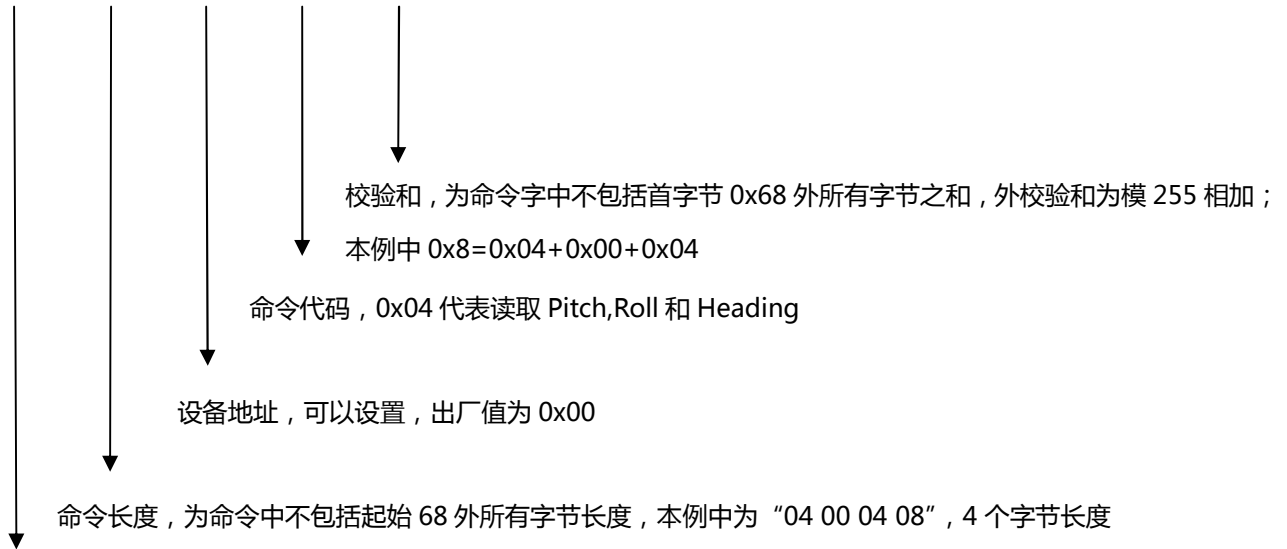 校验和，为命令字中不包括首字节 0x68 外所有字节之和，外校验和为模 255 相加；
本例中 0x8=0x04+0x00+0x04
命令代码，0x04 代表读取 Pitch,Roll 和 Heading
设备地址，可以设置，出厂值为 0x00
命令长度，为命令中不包括起始 68 外所有字节长度，本例中为“04 00 04 08”，4 个字节长度